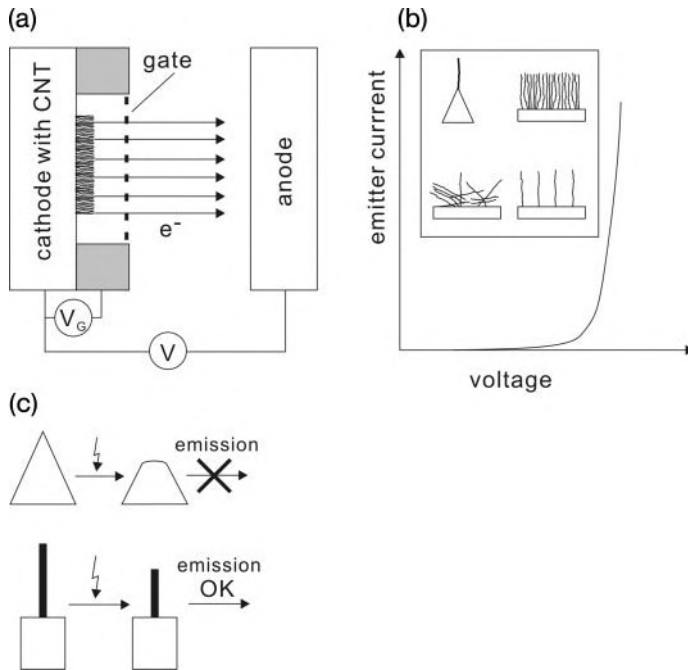 (a)
gate
cathode with CNT
anode
e⁻
V_G
V
(b)
emitter currrent
voltage
(c)
emission
emission
OK